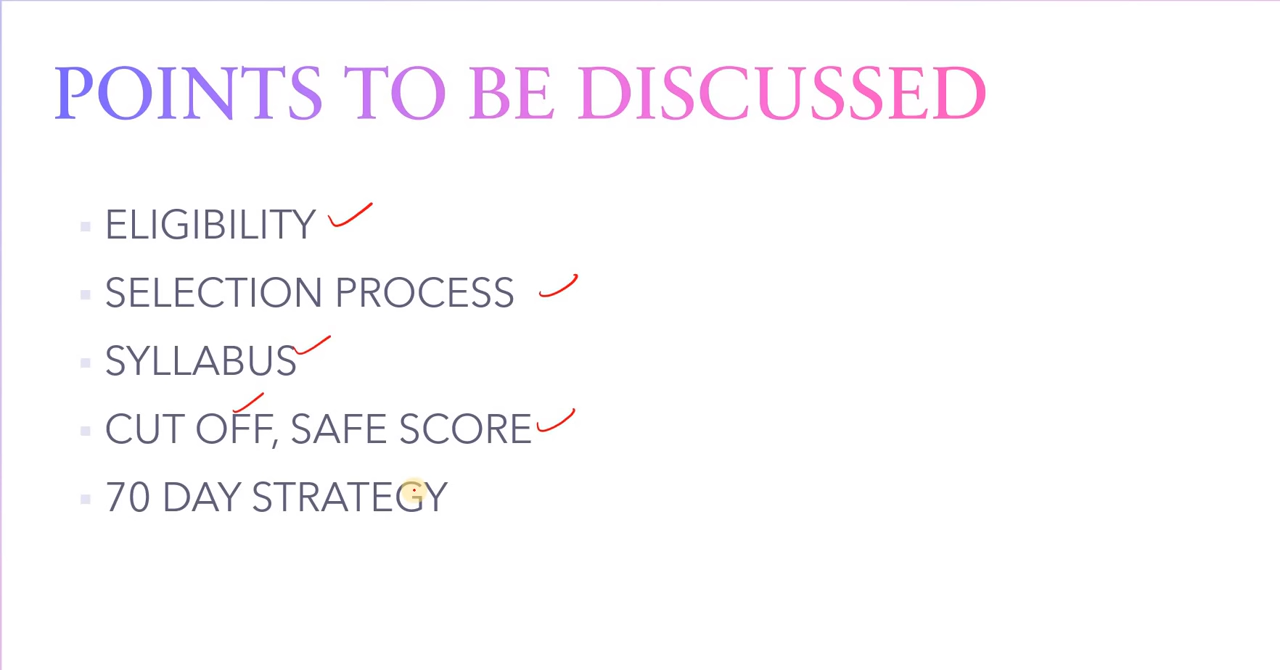 POINTS TO BE DISCUSSED
ELIGIBILITY
SELECTION PROCESS
SYLLABUS
CUT OFF, SAFE SCORE
70 DAY STRATEGY